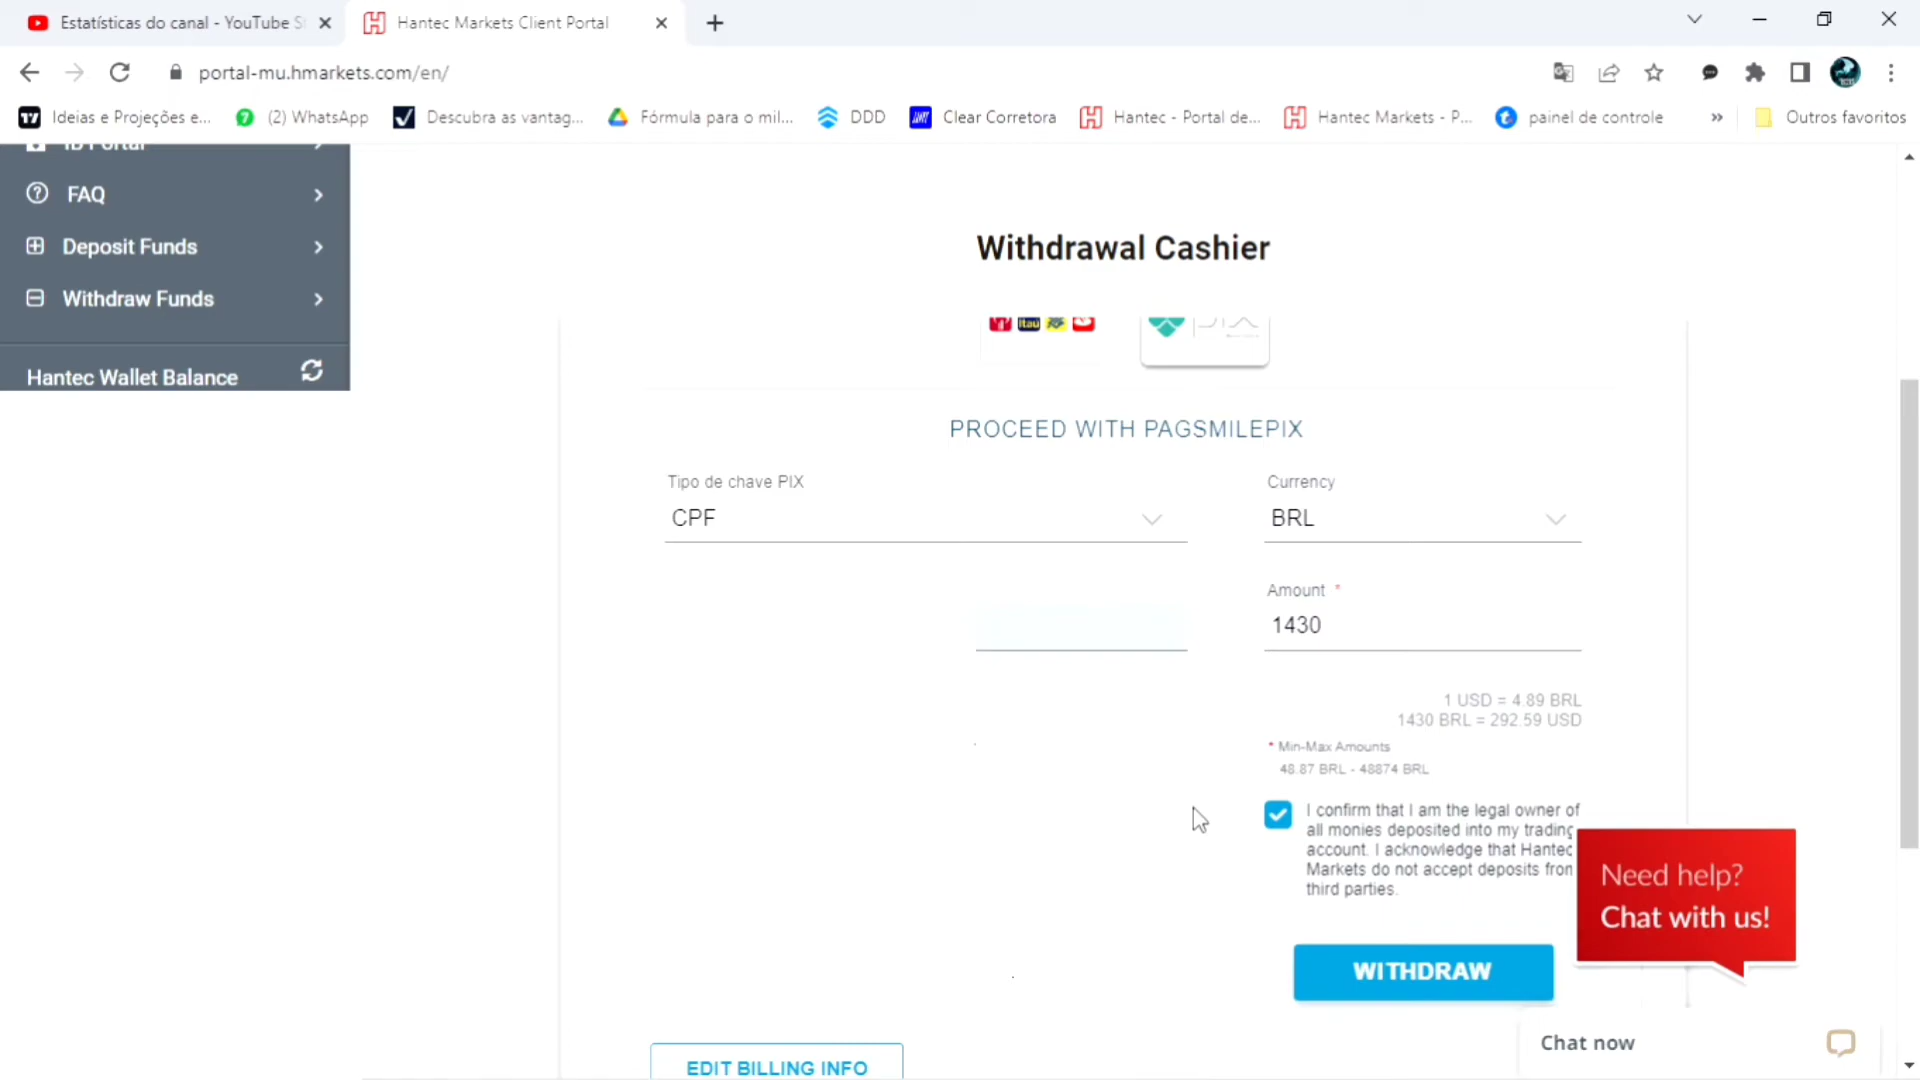 Estatísticas do canal - YouTube S
Hantec Markets Client Portal
portal-mu.hmarkets.com/en/
Ideias e Projeções e...
(2) WhatsApp
Descubra as vantag...
Fórmula para o mil...
DDD
Clear Corretora
Hantec - Portal de...
Hantec Markets - P...
painel de controle
»
Outros favoritos
IB Portal
FAQ
Deposit Funds
Withdraw Funds
Hantec Wallet Balance
Withdrawal Cashier
Itaú
PROCEED WITH PAGSMILEPIX
Tipo de chave PIX
CPF
Currency
BRL
Amount *
1430
1 USD = 4.89 BRL
1430 BRL = 292.59 USD
* Min-Max Amounts
48.87 BRL - 48874 BRL
I confirm that I am the legal owner of
all monies deposited into my trading
account. I acknowledge that Hantec
Markets do not accept deposits from
third parties.
WITHDRAW
Need help?
Chat with us!
Chat now
EDIT BILLING INFO